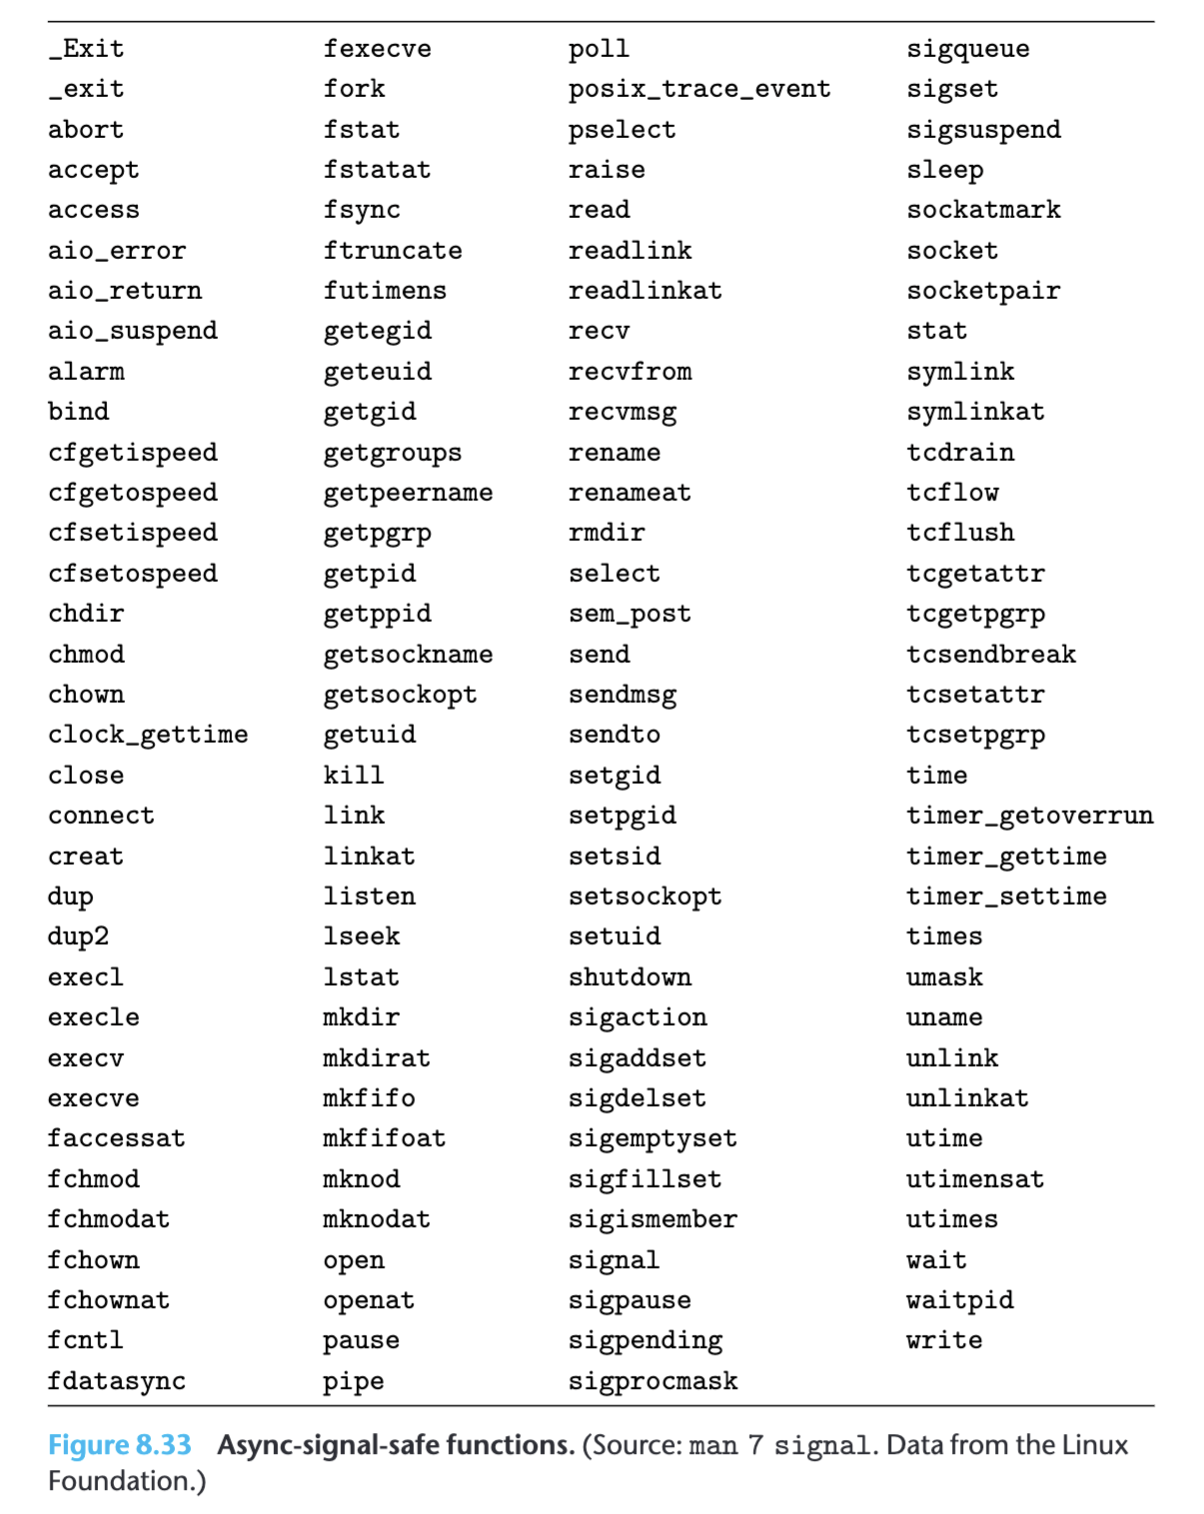 _Exit fexecve poll sigqueue
_exit fork posix_trace_event sigset
abort fstat pselect sigsuspend
accept fstatat raise sleep
access fsync read sockatmark
aio_error ftruncate readlink socket
aio_return futimens readlinkat socketpair
aio_suspend getegid recv stat
alarm geteuid recvfrom symlink
bind getgid recvmsg symlinkat
cfgetispeed getgroups rename tcdrain
cfgetospeed getpeername renameat tcflow
cfsetispeed getpgrp rmdir tcflush
cfsetospeed getpid select tcgetattr
chdir getppid sem_post tcgetpgrp
chmod getsockname send tcsendbreak
chown getsockopt sendmsg tcsetattr
clock_gettime getuid sendto tcsetpgrp
close kill setgid time
connect link setpgid timer_getoverrun
creat linkat setsid timer_gettime
dup listen setsockopt timer_settime
dup2 lseek setuid times
execl lstat shutdown umask
execle mkdir sigaction uname
execv mkdirat sigaddset unlink
execve mkfifo sigdelset unlinkat
faccessat mkfifoat sigemptyset utime
fchmod mknod sigfillset utimensat
fchmodat mknodat sigismember utimes
fchown open signal wait
fchownat openat sigpause waitpid
fcntl pause sigpending write
fdatasync pipe sigprocmask
Figure 8.33 Async-signal-safe functions. (Source: man 7 signal. Data from the Linux
Foundation.)